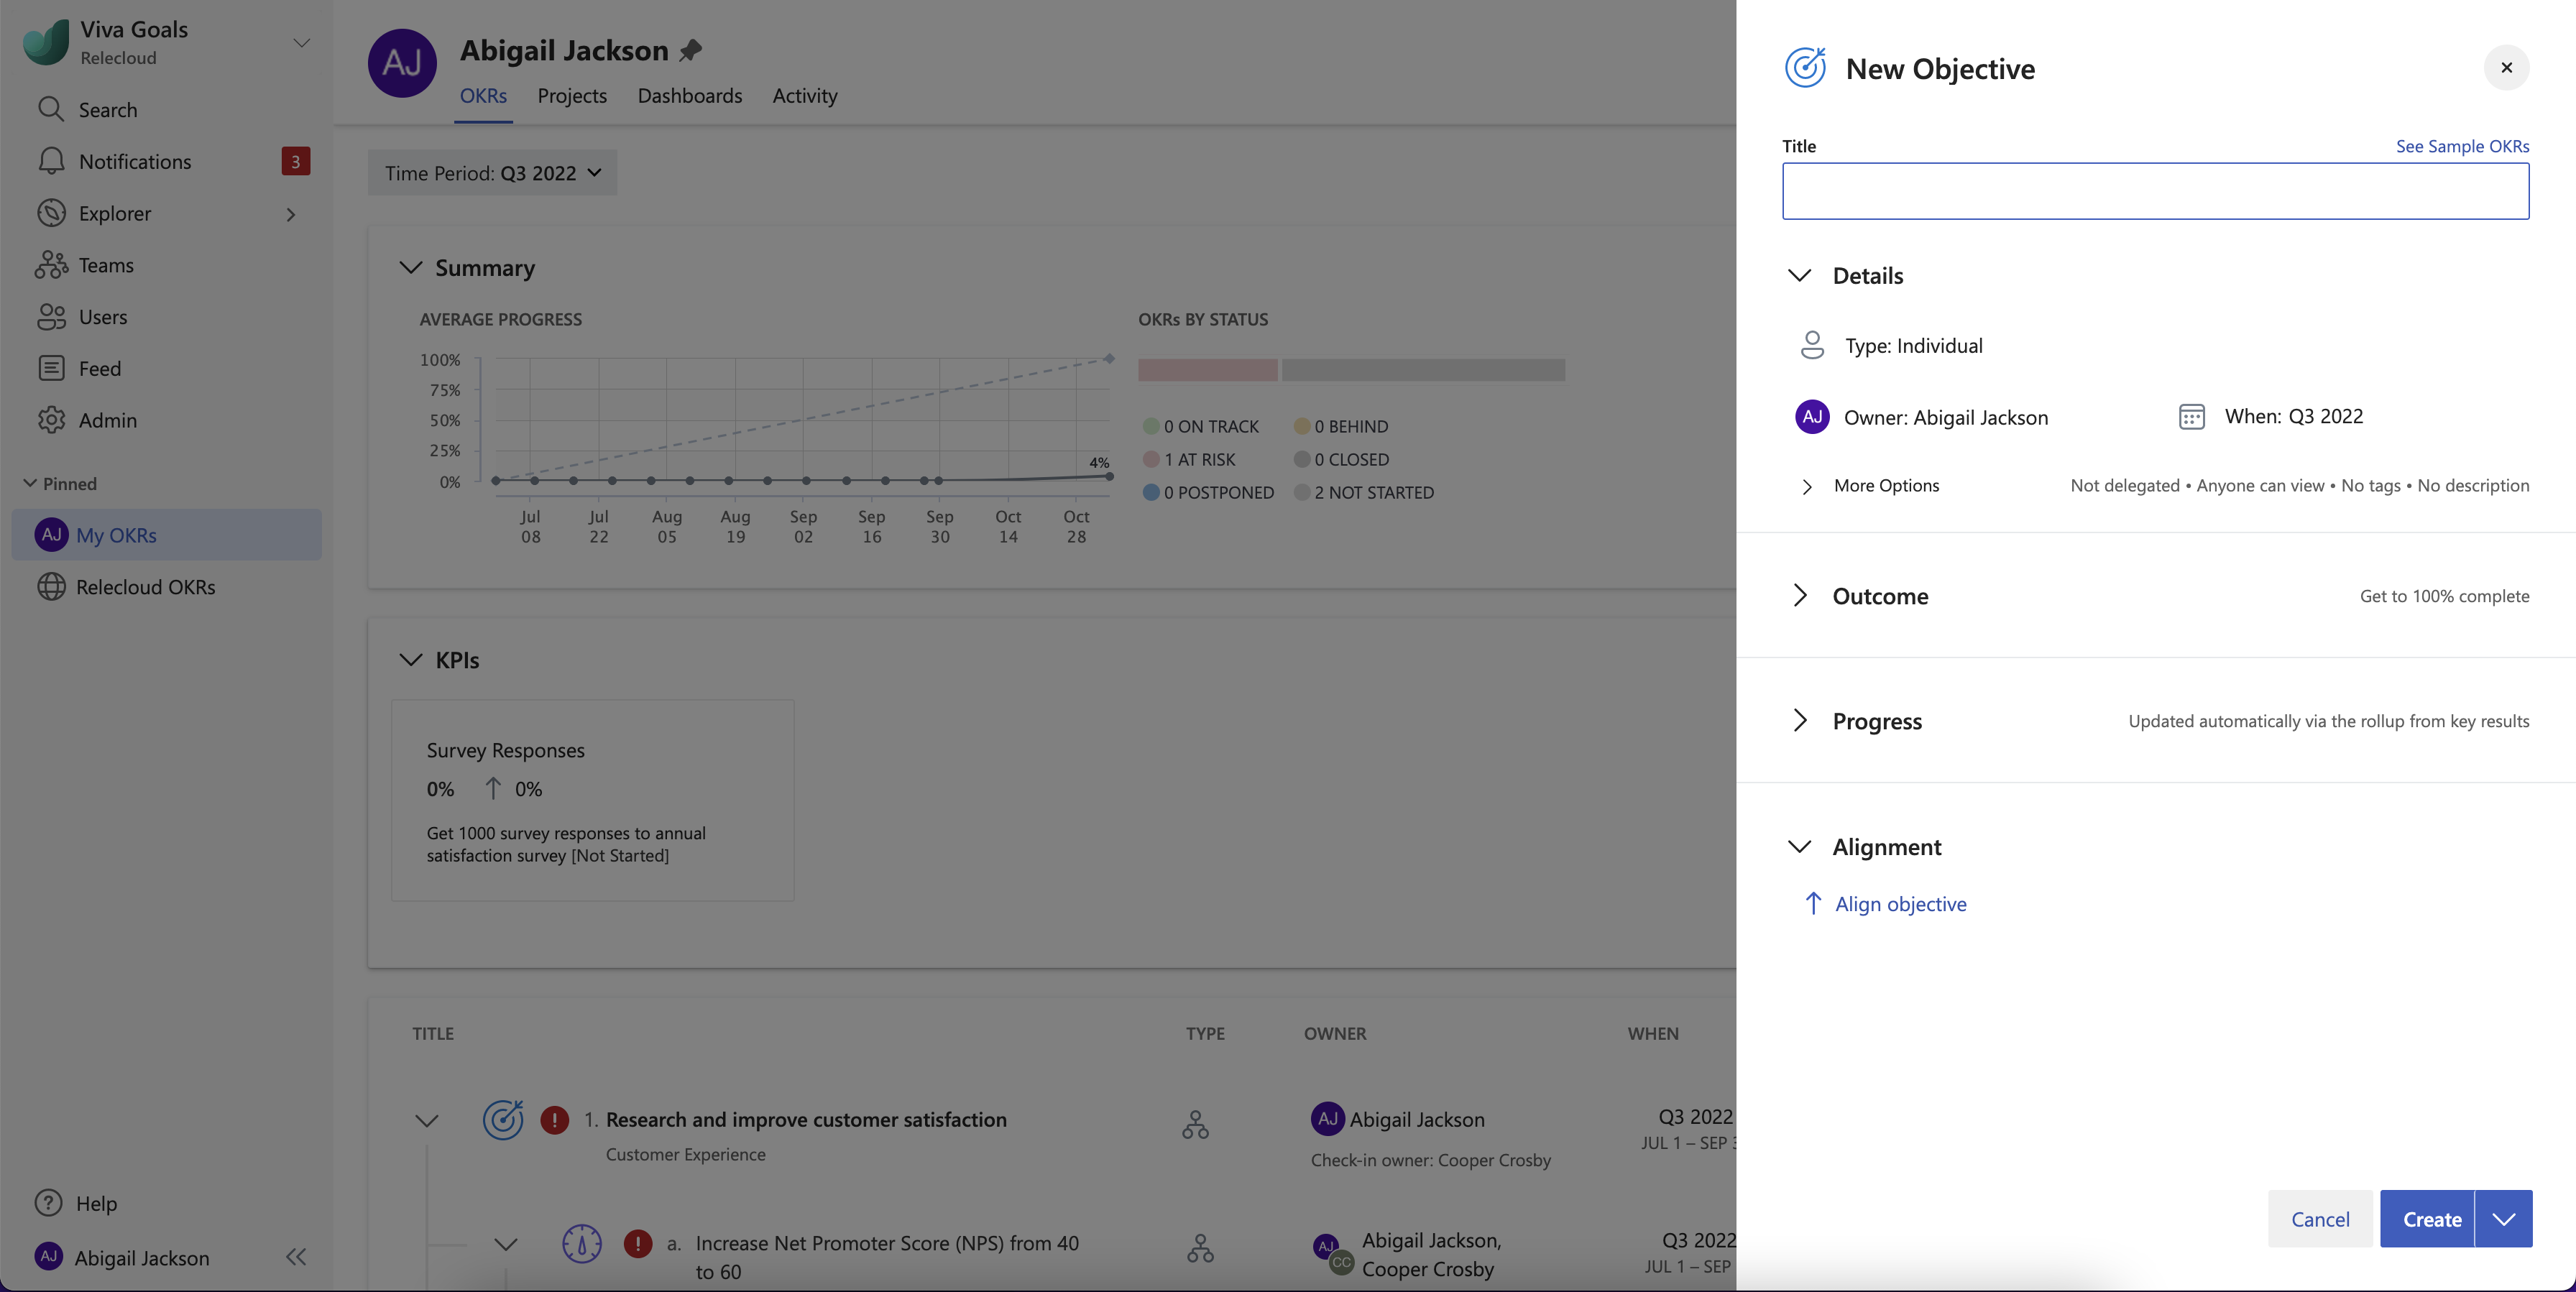 Viva Goals
Relecloud
Search
Notifications
3
Explorer
Teams
Users
Feed
Admin
Pinned
AJ
My OKRs
Relecloud OKRs
Help
AJ
Abigail Jackson
AJ
Abigail Jackson
OKRs
Projects
Dashboards
Activity
Time Period: Q3 2022
Summary
AVERAGE PROGRESS
100%
75%
50%
25%
0%
4%
Jul 08
Jul 22
Aug 05
Aug 19
Sep 02
Sep 16
Sep 30
Oct 14
Oct 28
OKRs BY STATUS
0 ON TRACK
0 BEHIND
1 AT RISK
0 CLOSED
0 POSTPONED
2 NOT STARTED
KPIs
Survey Responses
0%
0%
Get 1000 survey responses to annual
satisfaction survey [Not Started]
TITLE
TYPE
OWNER
WHEN
1. Research and improve customer satisfaction
Customer Experience
AJ
Abigail Jackson
Check-in owner: Cooper Crosby
Q3 2022
JUL 1 – SEP
a. Increase Net Promoter Score (NPS) from 40
to 60
AJ
CC
Abigail Jackson,
Cooper Crosby
Q3 2022
JUL 1 – SEP
New Objective
Title
See Sample OKRs
Details
Type: Individual
AJ
Owner: Abigail Jackson
When: Q3 2022
More Options
Not delegated • Anyone can view • No tags • No description
Outcome
Get to 100% complete
Progress
Updated automatically via the rollup from key results
Alignment
Align objective
Cancel
Create